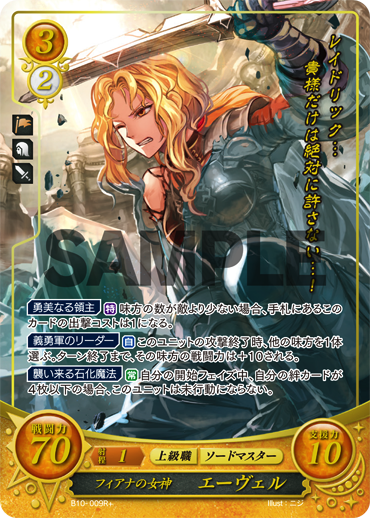 3
2
レイドリック…
貴様だけは絶対に許さない…!
SAMPLE
勇美なる領主 特 味方の数が敵より少ない場合、手札にあるこ
のカードの出撃コストは1になる。
義勇軍のリーダー 自 このユニットの攻撃終了時、他の味方を1体
選ぶ。ターン終了まで、その味方の戦闘力は+10される。
襲い来る石化魔法 常 自分の開始フェイズ中、自分の絆カードが
4枚以下の場合、このユニットは未行動にならない。
戦闘力
70
射程 1 上級職 ソードマスター
支援力
10
フィアナの女神 エーヴェル
B10-009R+
Illust:ニジ